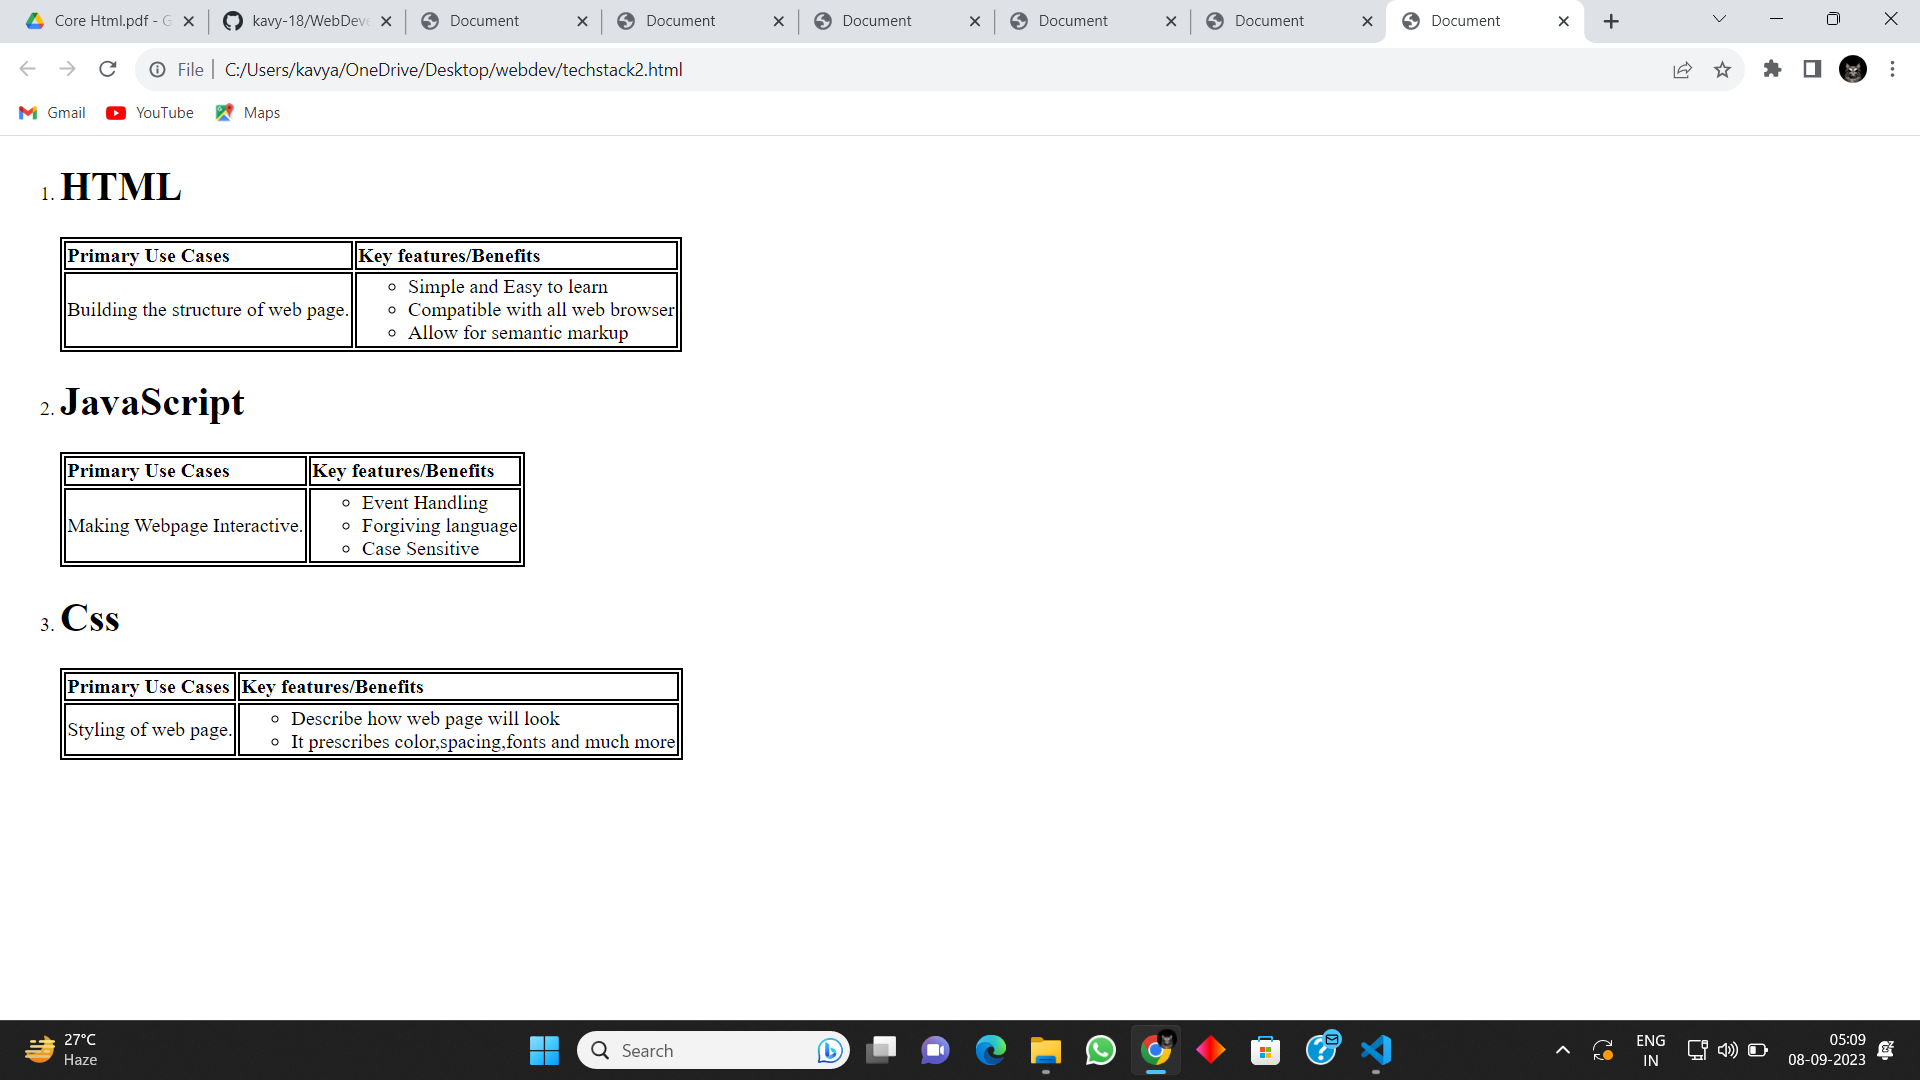 Core Html.pdf - G
kavy-18/WebDeve
Document
Document
Document
Document
Document
Document
File
C:/Users/kavya/OneDrive/Desktop/webdev/techstack2.html
Gmail
YouTube
Maps
1. HTML
Primary Use Cases Key features/Benefits
Building the structure of web page.
Simple and Easy to learn
Compatible with all web browser
Allow for semantic markup
2. JavaScript
Primary Use Cases Key features/Benefits
Making Webpage Interactive.
Event Handling
Forgiving language
Case Sensitive
3. Css
Primary Use Cases Key features/Benefits
Styling of web page.
Describe how web page will look
It prescribes color,spacing,fonts and much more
27°C
Haze
Search
ENG
IN
05:09
08-09-2023